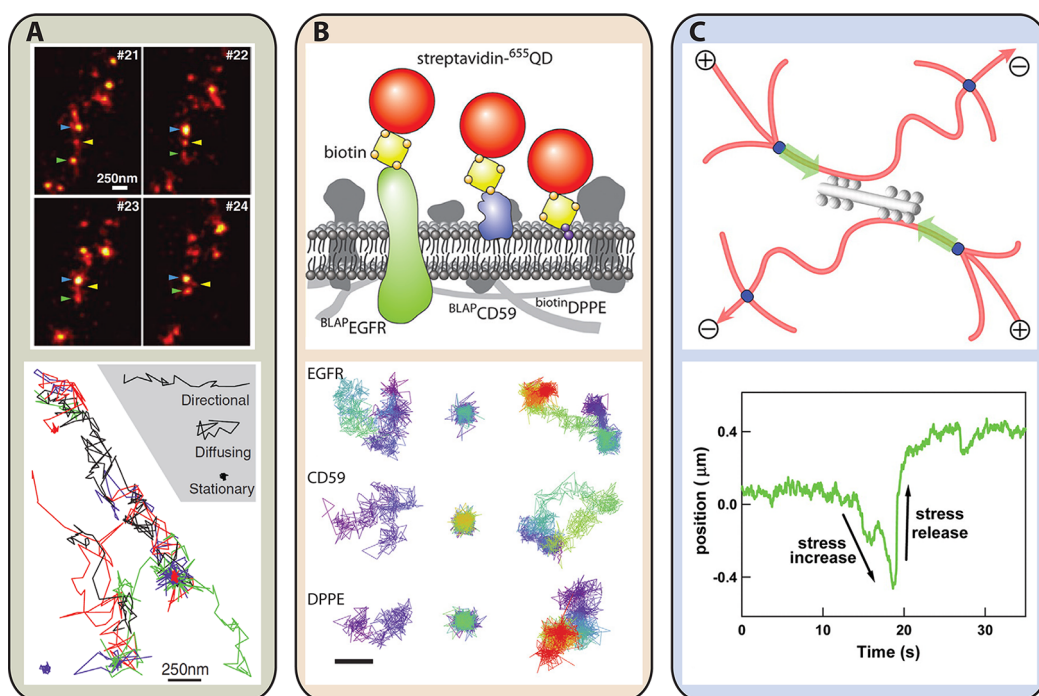 A
#21
#22
250nm
#23
#24
Directional
Diffusing
Stationary
250nm
B
streptavidin-⁶⁵⁵QD
biotin
ᴮᴸᴬᴾEGFR
ᴮᴸᴬᴾCD59
ᵇⁱᵒᵗⁱⁿDPPE
EGFR
CD59
DPPE
C
+
−
−
+
position (μm)
0.4
0.0
-0.4
stress
increase
stress
release
0
10
20
30
Time (s)